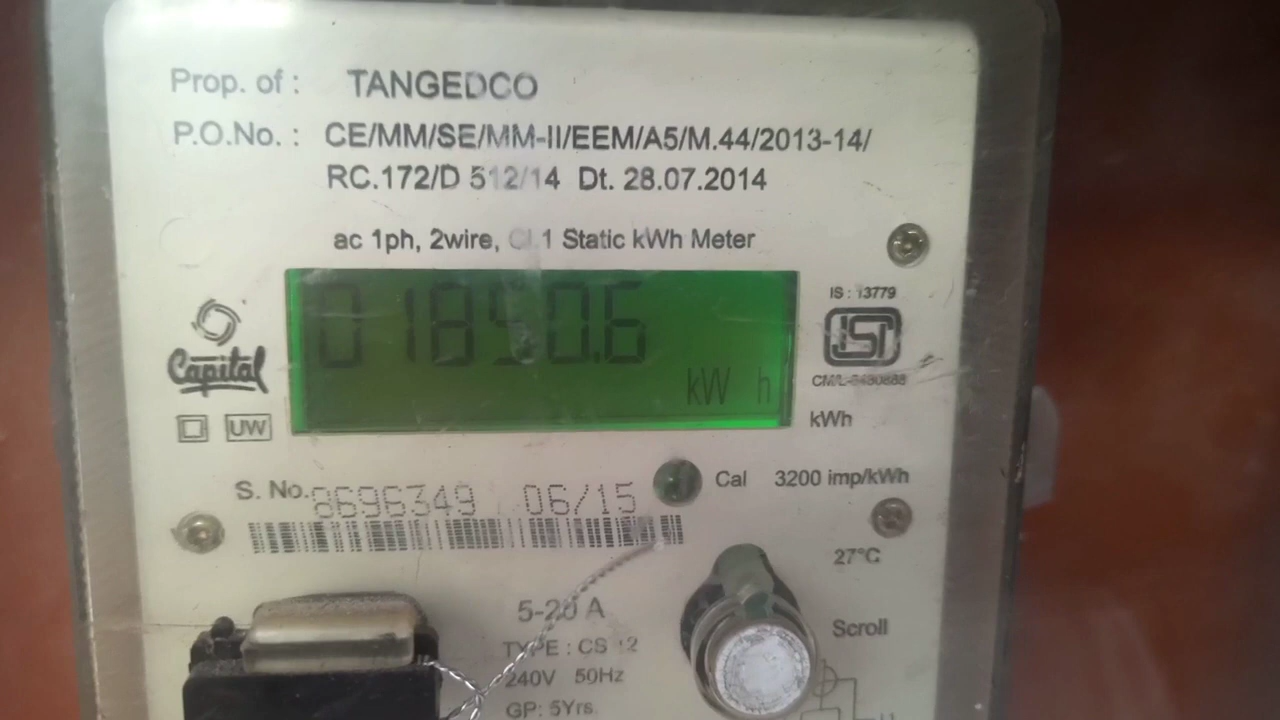 Prop. of : TANGEDCO
P.O.No. : CE/MM/SE/MM-II/EEM/A5/M.44/2013-14/
RC.172/D 512/14 Dt. 28.07.2014
ac 1ph, 2wire, Cl.1 Static kWh Meter
01850.6
kW h
IS : 13779
ISI
Capital
UW
kWh
S. No. 8696349 06/15
Cal 3200 imp/kWh
27°C
5-20 A
Scroll
TYPE : CS 12
240V 50Hz
GP: 5Yrs.